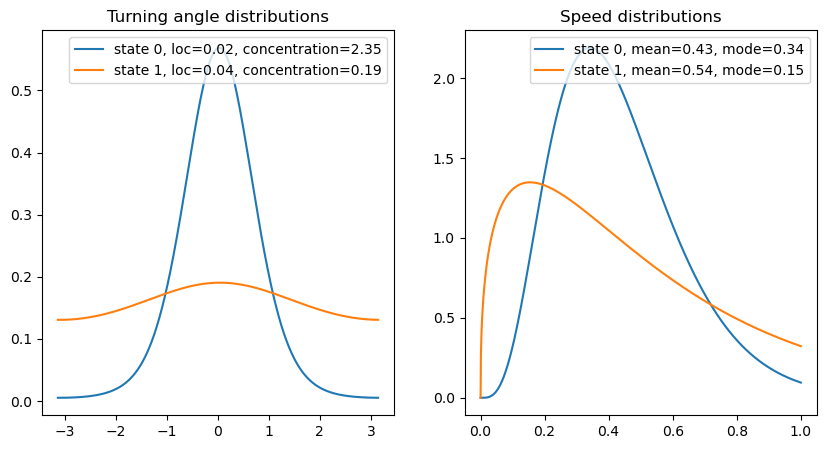 Turning angle distributions
state 0, loc=0.02, concentration=2.35
state 1, loc=0.04, concentration=0.19
0.5
0.4
0.3
0.2
0.1
0.0
−3 −2 −1 0 1 2 3
Speed distributions
state 0, mean=0.43, mode=0.34
state 1, mean=0.54, mode=0.15
2.0
1.5
1.0
0.5
0.0
0.0 0.2 0.4 0.6 0.8 1.0